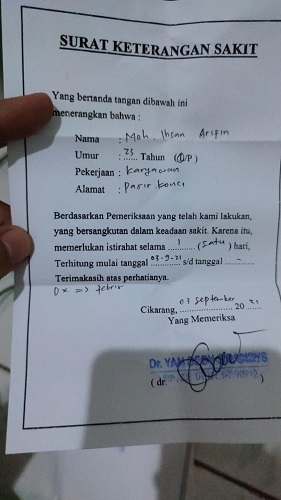 SURAT KETERANGAN SAKIT
Yang bertanda tangan dibawah ini
menerangkan bahwa :
Nama : Moh. Ihsan Arifin
Umur : 23 Tahun (L/P)
Pekerjaan : Karyawan
Alamat : Pasir konci
Berdasarkan Pemeriksaan yang telah kami lakukan,
yang bersangkutan dalam keadaan sakit. Karena itu,
memerlukan istirahat selama 1 (satu) hari,
Terhitung mulai tanggal 03-9-21 s/d tanggal -
Terimakasih atas perhatianya.
Dx => febris
Cikarang, 03 september 20 21
Yang Memeriksa
Dr.
( dr. )